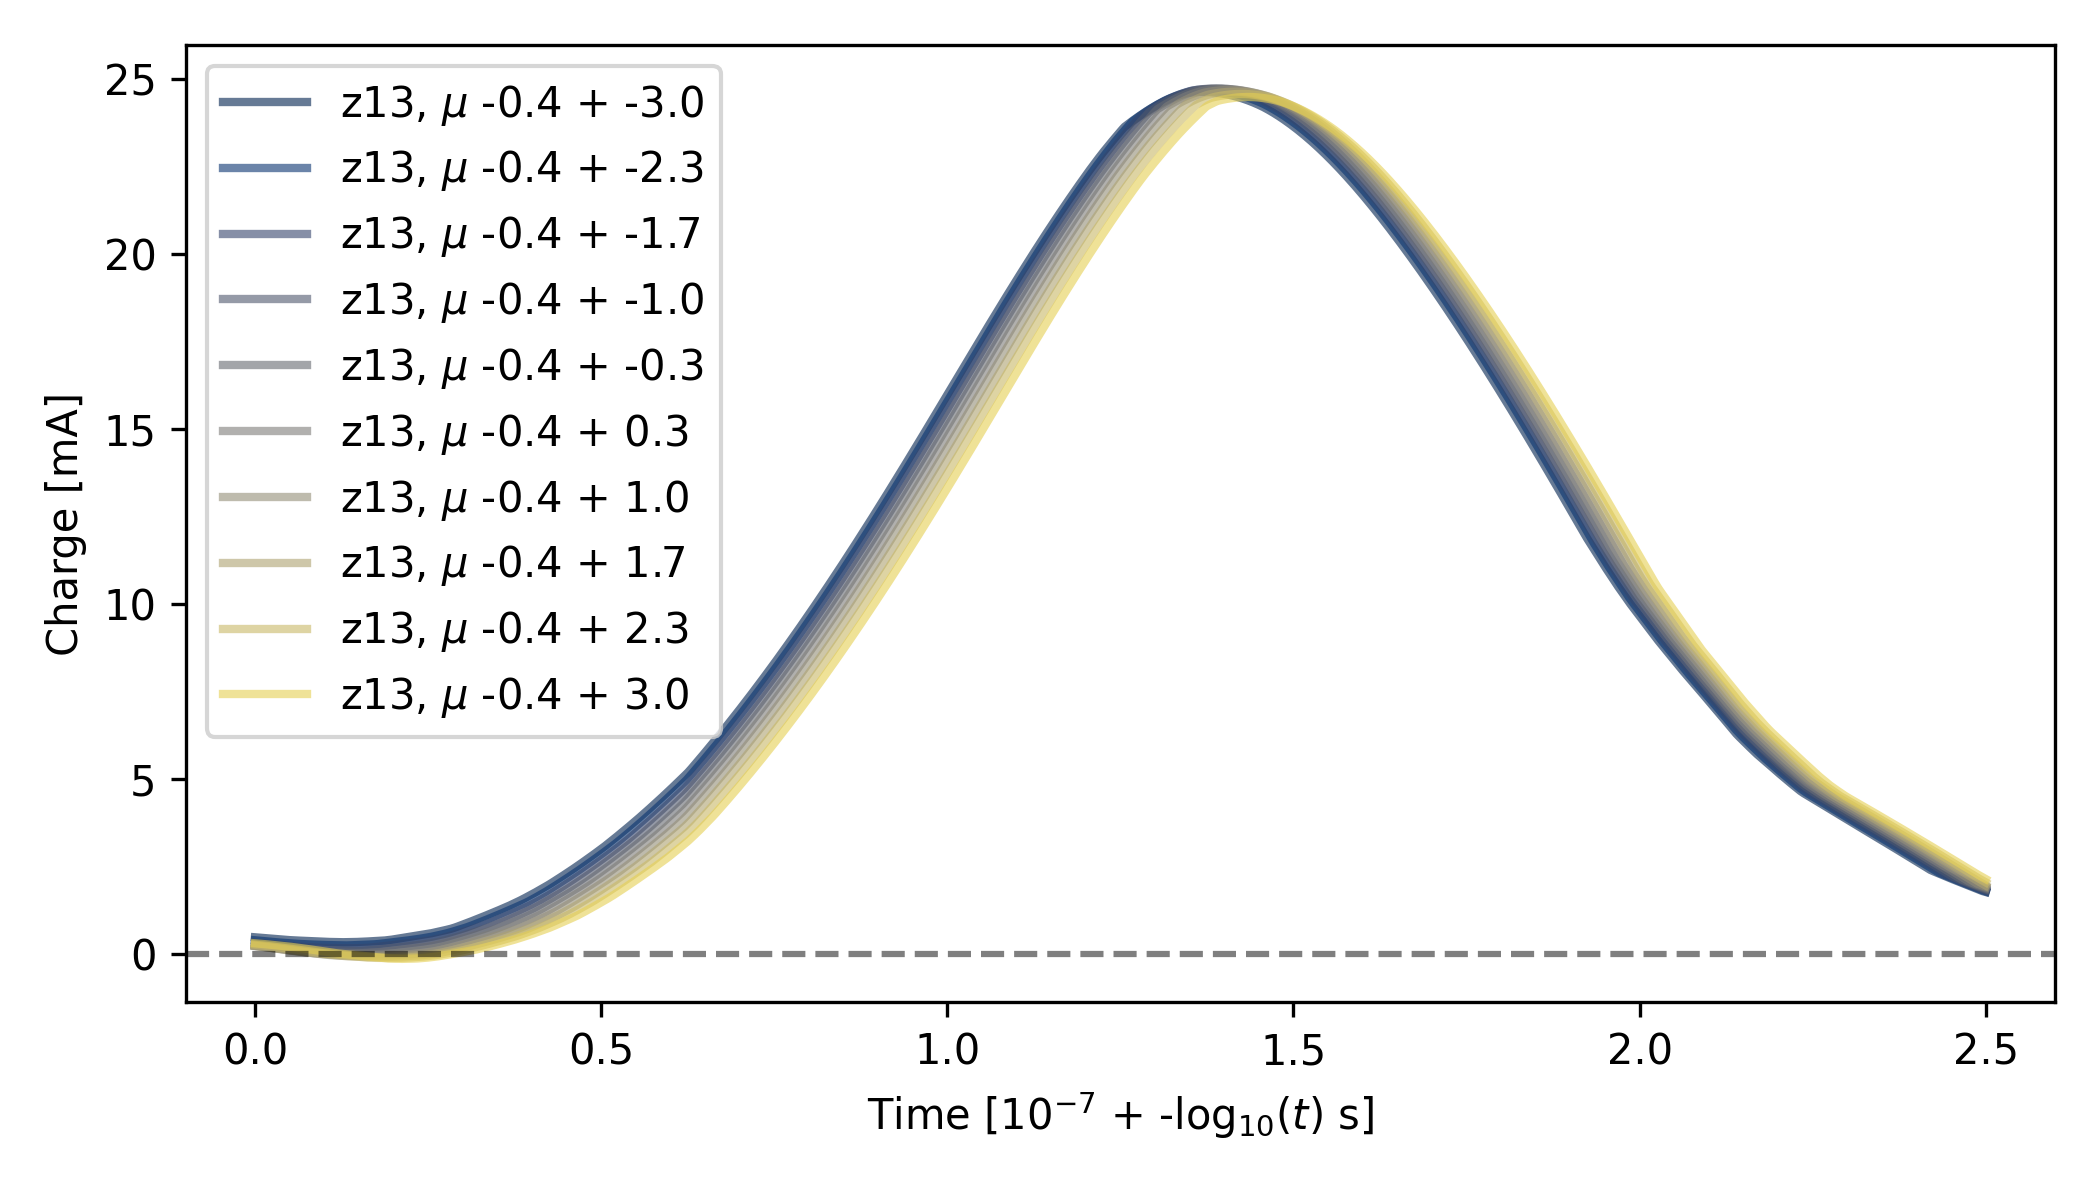 25
20
15
10
5
0
Charge [mA]
z13, μ -0.4 + -3.0
z13, μ -0.4 + -2.3
z13, μ -0.4 + -1.7
z13, μ -0.4 + -1.0
z13, μ -0.4 + -0.3
z13, μ -0.4 + 0.3
z13, μ -0.4 + 1.0
z13, μ -0.4 + 1.7
z13, μ -0.4 + 2.3
z13, μ -0.4 + 3.0
0.0 0.5 1.0 1.5 2.0 2.5
Time [10⁻⁷ + -log₁₀(t) s]